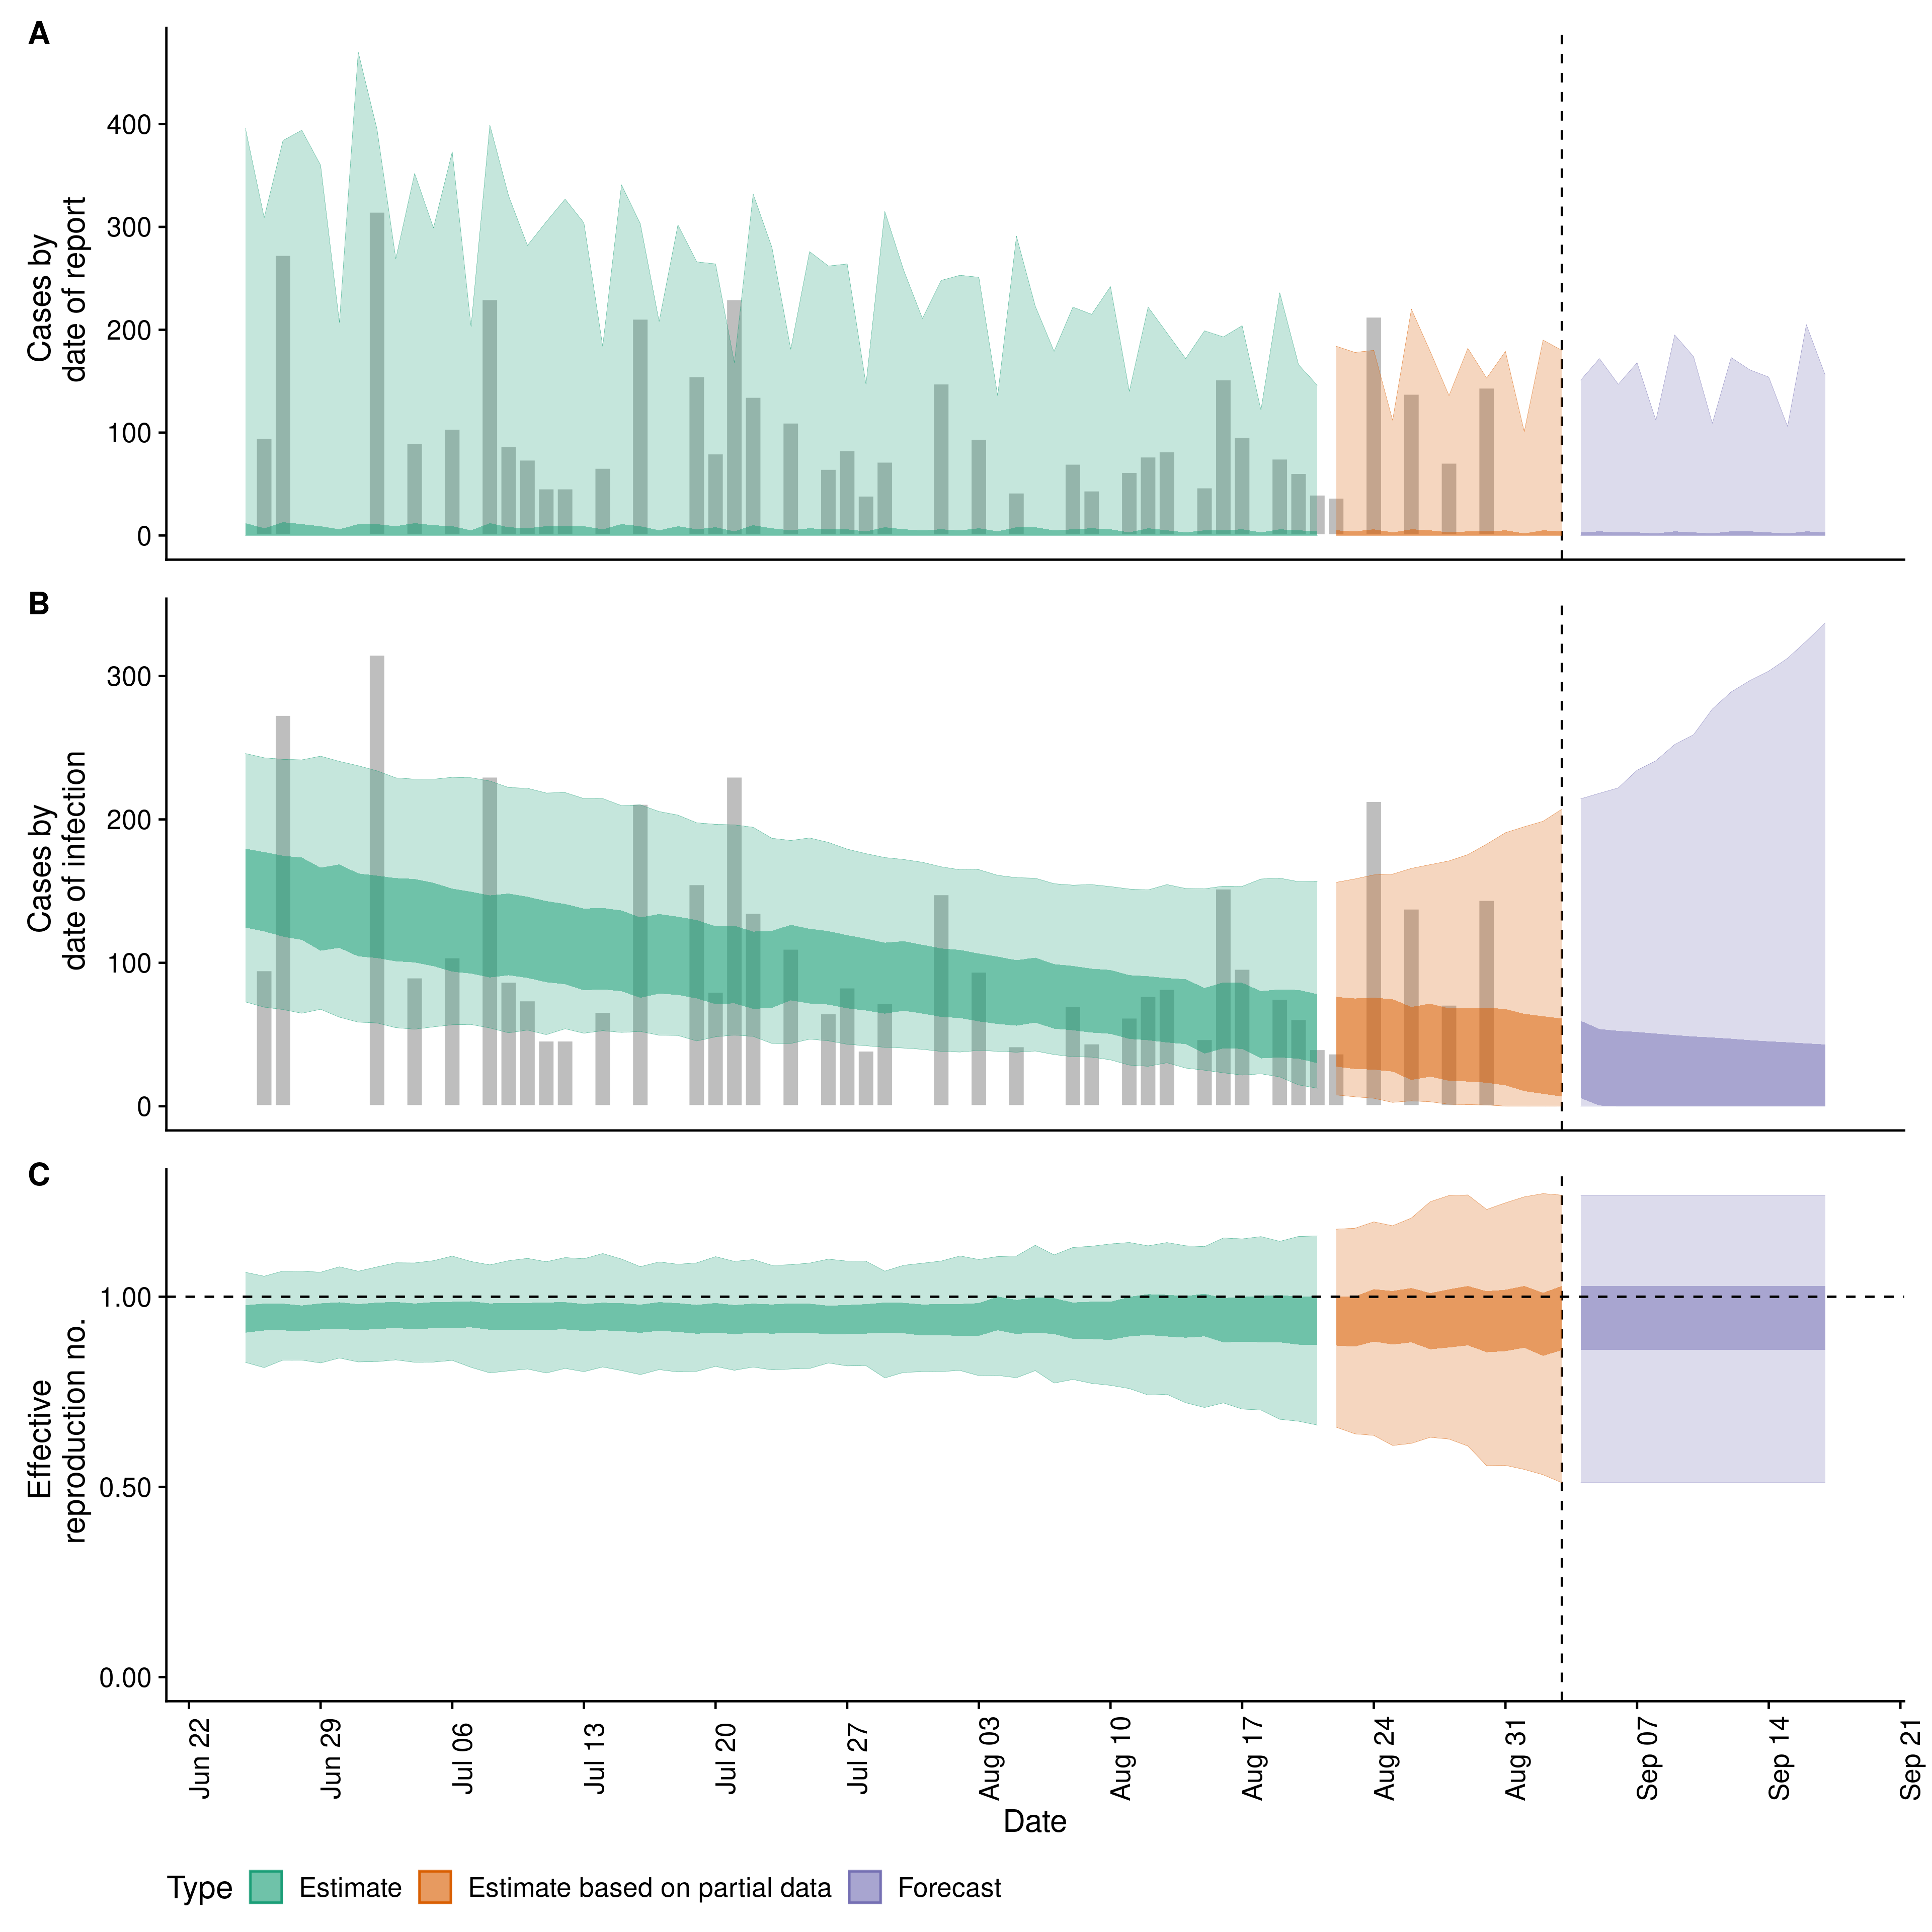 A
Cases by
date of report
400
300
200
100
0
B
Cases by
date of infection
300
200
100
0
C
Effective
reproduction no.
1.00
0.50
0.00
Jun 22
Jun 29
Jul 06
Jul 13
Jul 20
Jul 27
Aug 03
Aug 10
Aug 17
Aug 24
Aug 31
Sep 07
Sep 14
Sep 21
Date
Type Estimate Estimate based on partial data Forecast